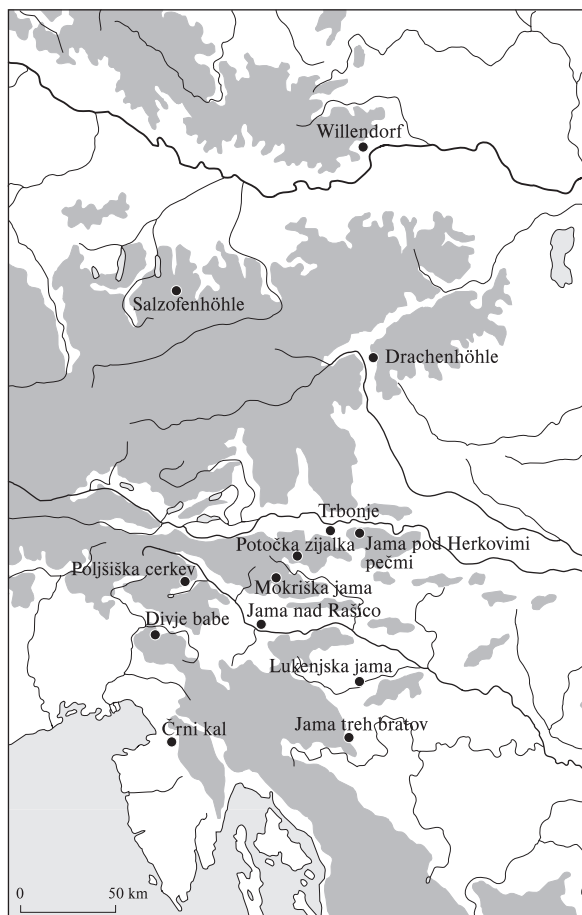 Willendorf
Salzofenhöhle
Drachenhöhle
Trbonje
Potočka zijalka
Jama pod Herkovimi
pečmi
Poljšiška cerkev
Mokriška jama
Jama nad Rašico
Divje babe
Lukenjska jama
Črni kal
Jama treh bratov
0 50 km